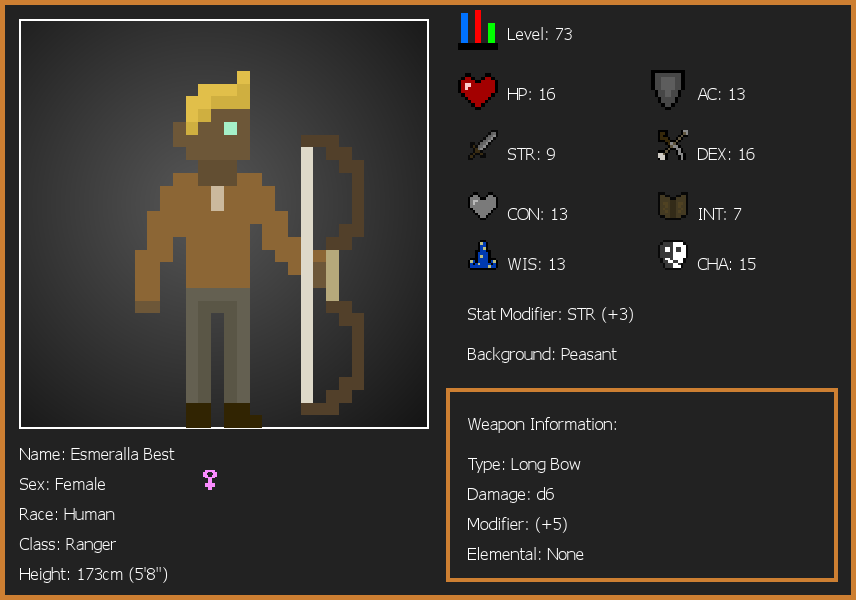 Level: 73
HP: 16
AC: 13
STR: 9
DEX: 16
CON: 13
INT: 7
WIS: 13
CHA: 15
Stat Modifier: STR (+3)
Background: Peasant
Weapon Information:
Type: Long Bow
Damage: d6
Modifier: (+5)
Elemental: None
Name: Esmeralla Best
Sex: Female
Race: Human
Class: Ranger
Height: 173cm (5'8")